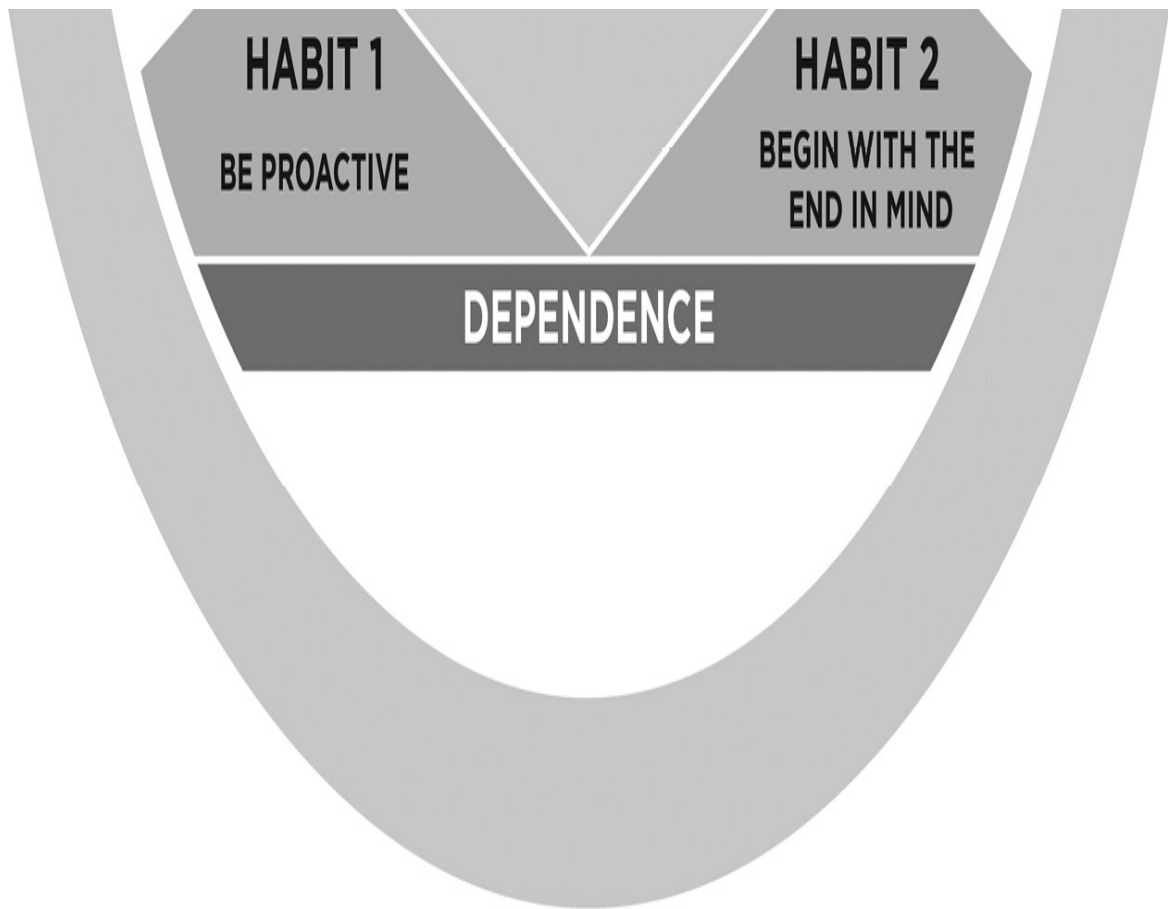 HABIT 1
BE PROACTIVE
HABIT 2
BEGIN WITH THE
END IN MIND
DEPENDENCE